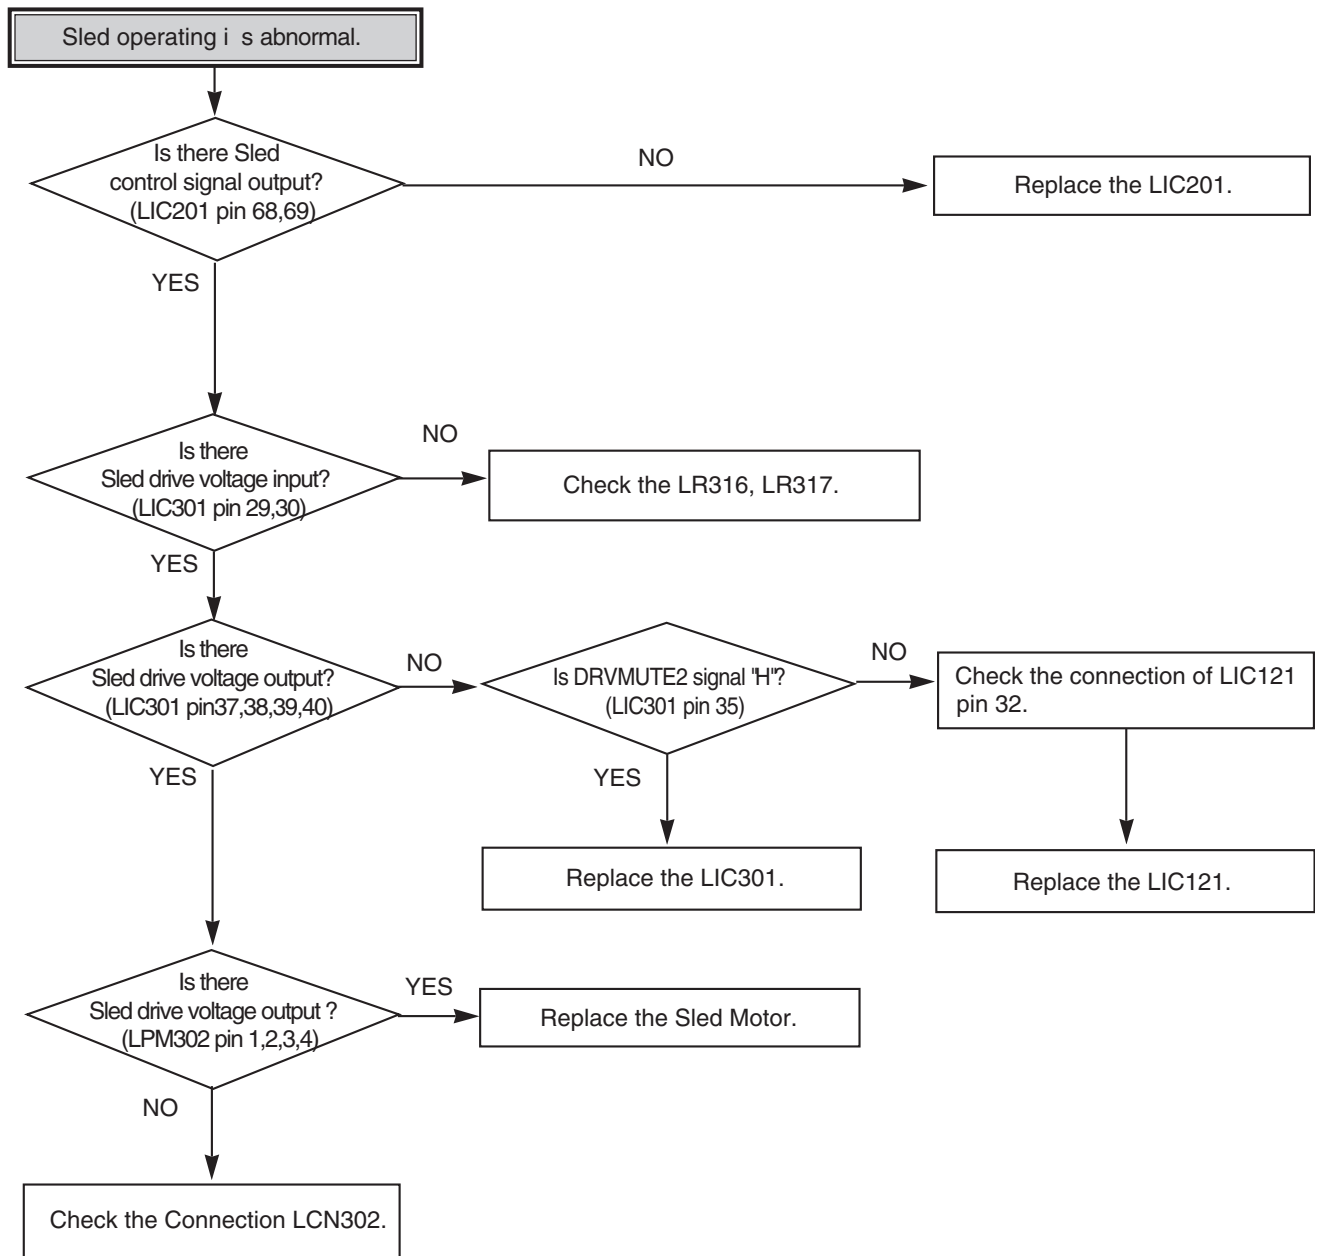 Sled operating i s abnormal.
Is there Sled
control signal output?
(LIC201 pin 68,69)
NO
Replace the LIC201.
YES
Is there
Sled drive voltage input?
(LIC301 pin 29,30)
NO
Check the LR316, LR317.
YES
Is there
Sled drive voltage output?
(LIC301 pin37,38,39,40)
NO
Is DRVMUTE2 signal "H"?
(LIC301 pin 35)
NO
Check the connection of LIC121
pin 32.
YES
YES
Replace the LIC301.
Replace the LIC121.
Is there
Sled drive voltage output ?
(LPM302 pin 1,2,3,4)
YES
Replace the Sled Motor.
NO
Check the Connection LCN302.